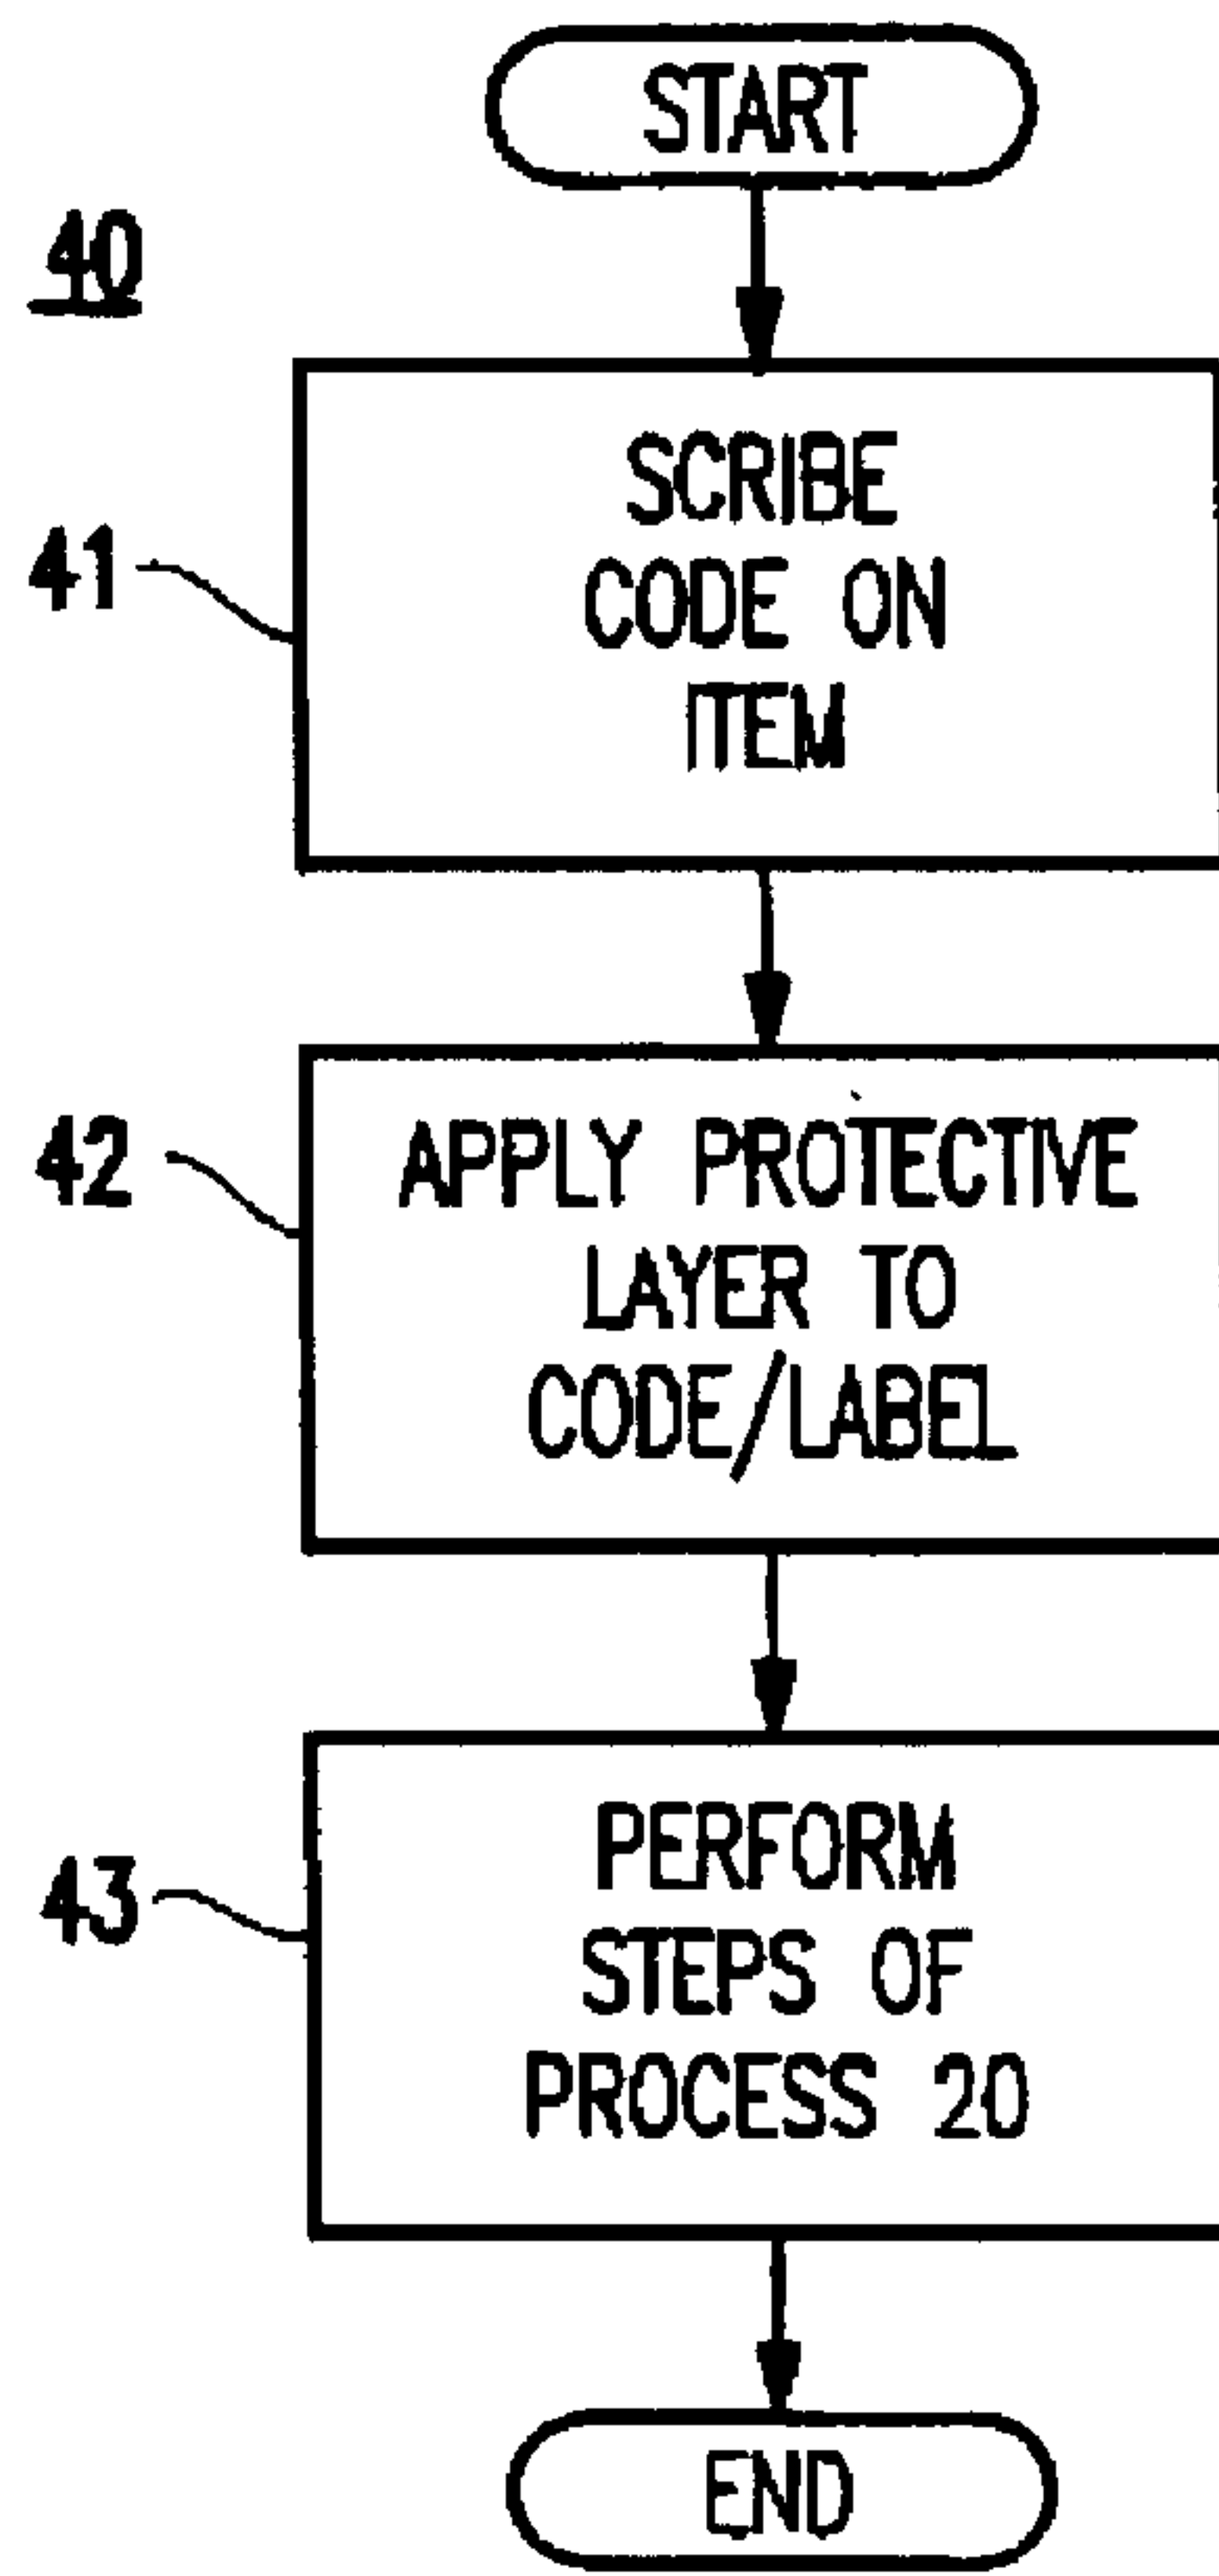 START
40
SCRIBE
41
CODE ON
ITEM
42
APPLY PROTECTIVE
LAYER TO
CODE/LABEL
43
PERFORM
STEPS OF
PROCESS 20
END